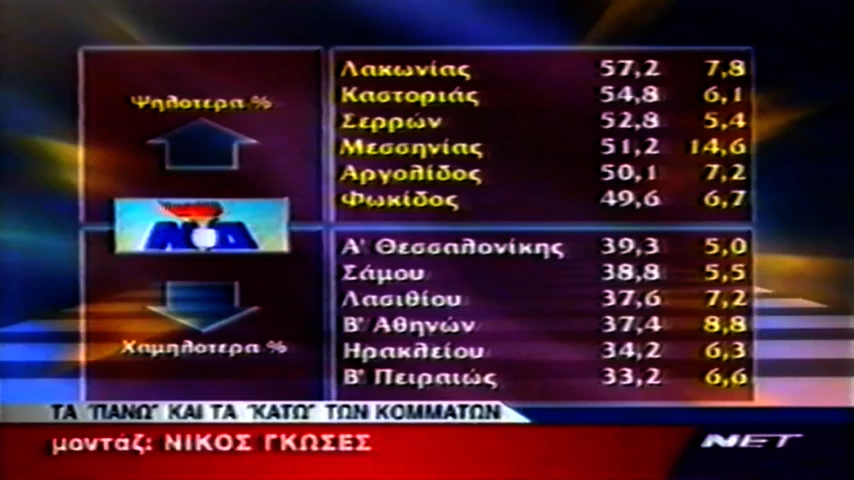 Ψηλοτερα %
Λακωνίας 57,2 7,8
Καστοριάς 54,8 6,1
Σερρών 52,8 5,4
Μεσσηνίας 51,2 14,6
Αργολίδος 50,1 7,2
Φωκίδος 49,6 6,7
Α' Θεσσαλονίκης 39,3 5,0
Σάμου 38,8 5,5
Λασιθίου 37,6 7,2
Β' Αθηνών 37,4 8,8
Ηρακλείου 34,2 6,3
Β' Πειραιώς 33,2 6,6
Χαμηλοτερα %
ΤΑ "ΠΑΝΩ" ΚΑΙ ΤΑ "ΚΑΤΩ" ΤΩΝ ΚΟΜΜΑΤΩΝ
μοντάζ: ΝΙΚΟΣ ΓΚΩΣΕΣ
NET